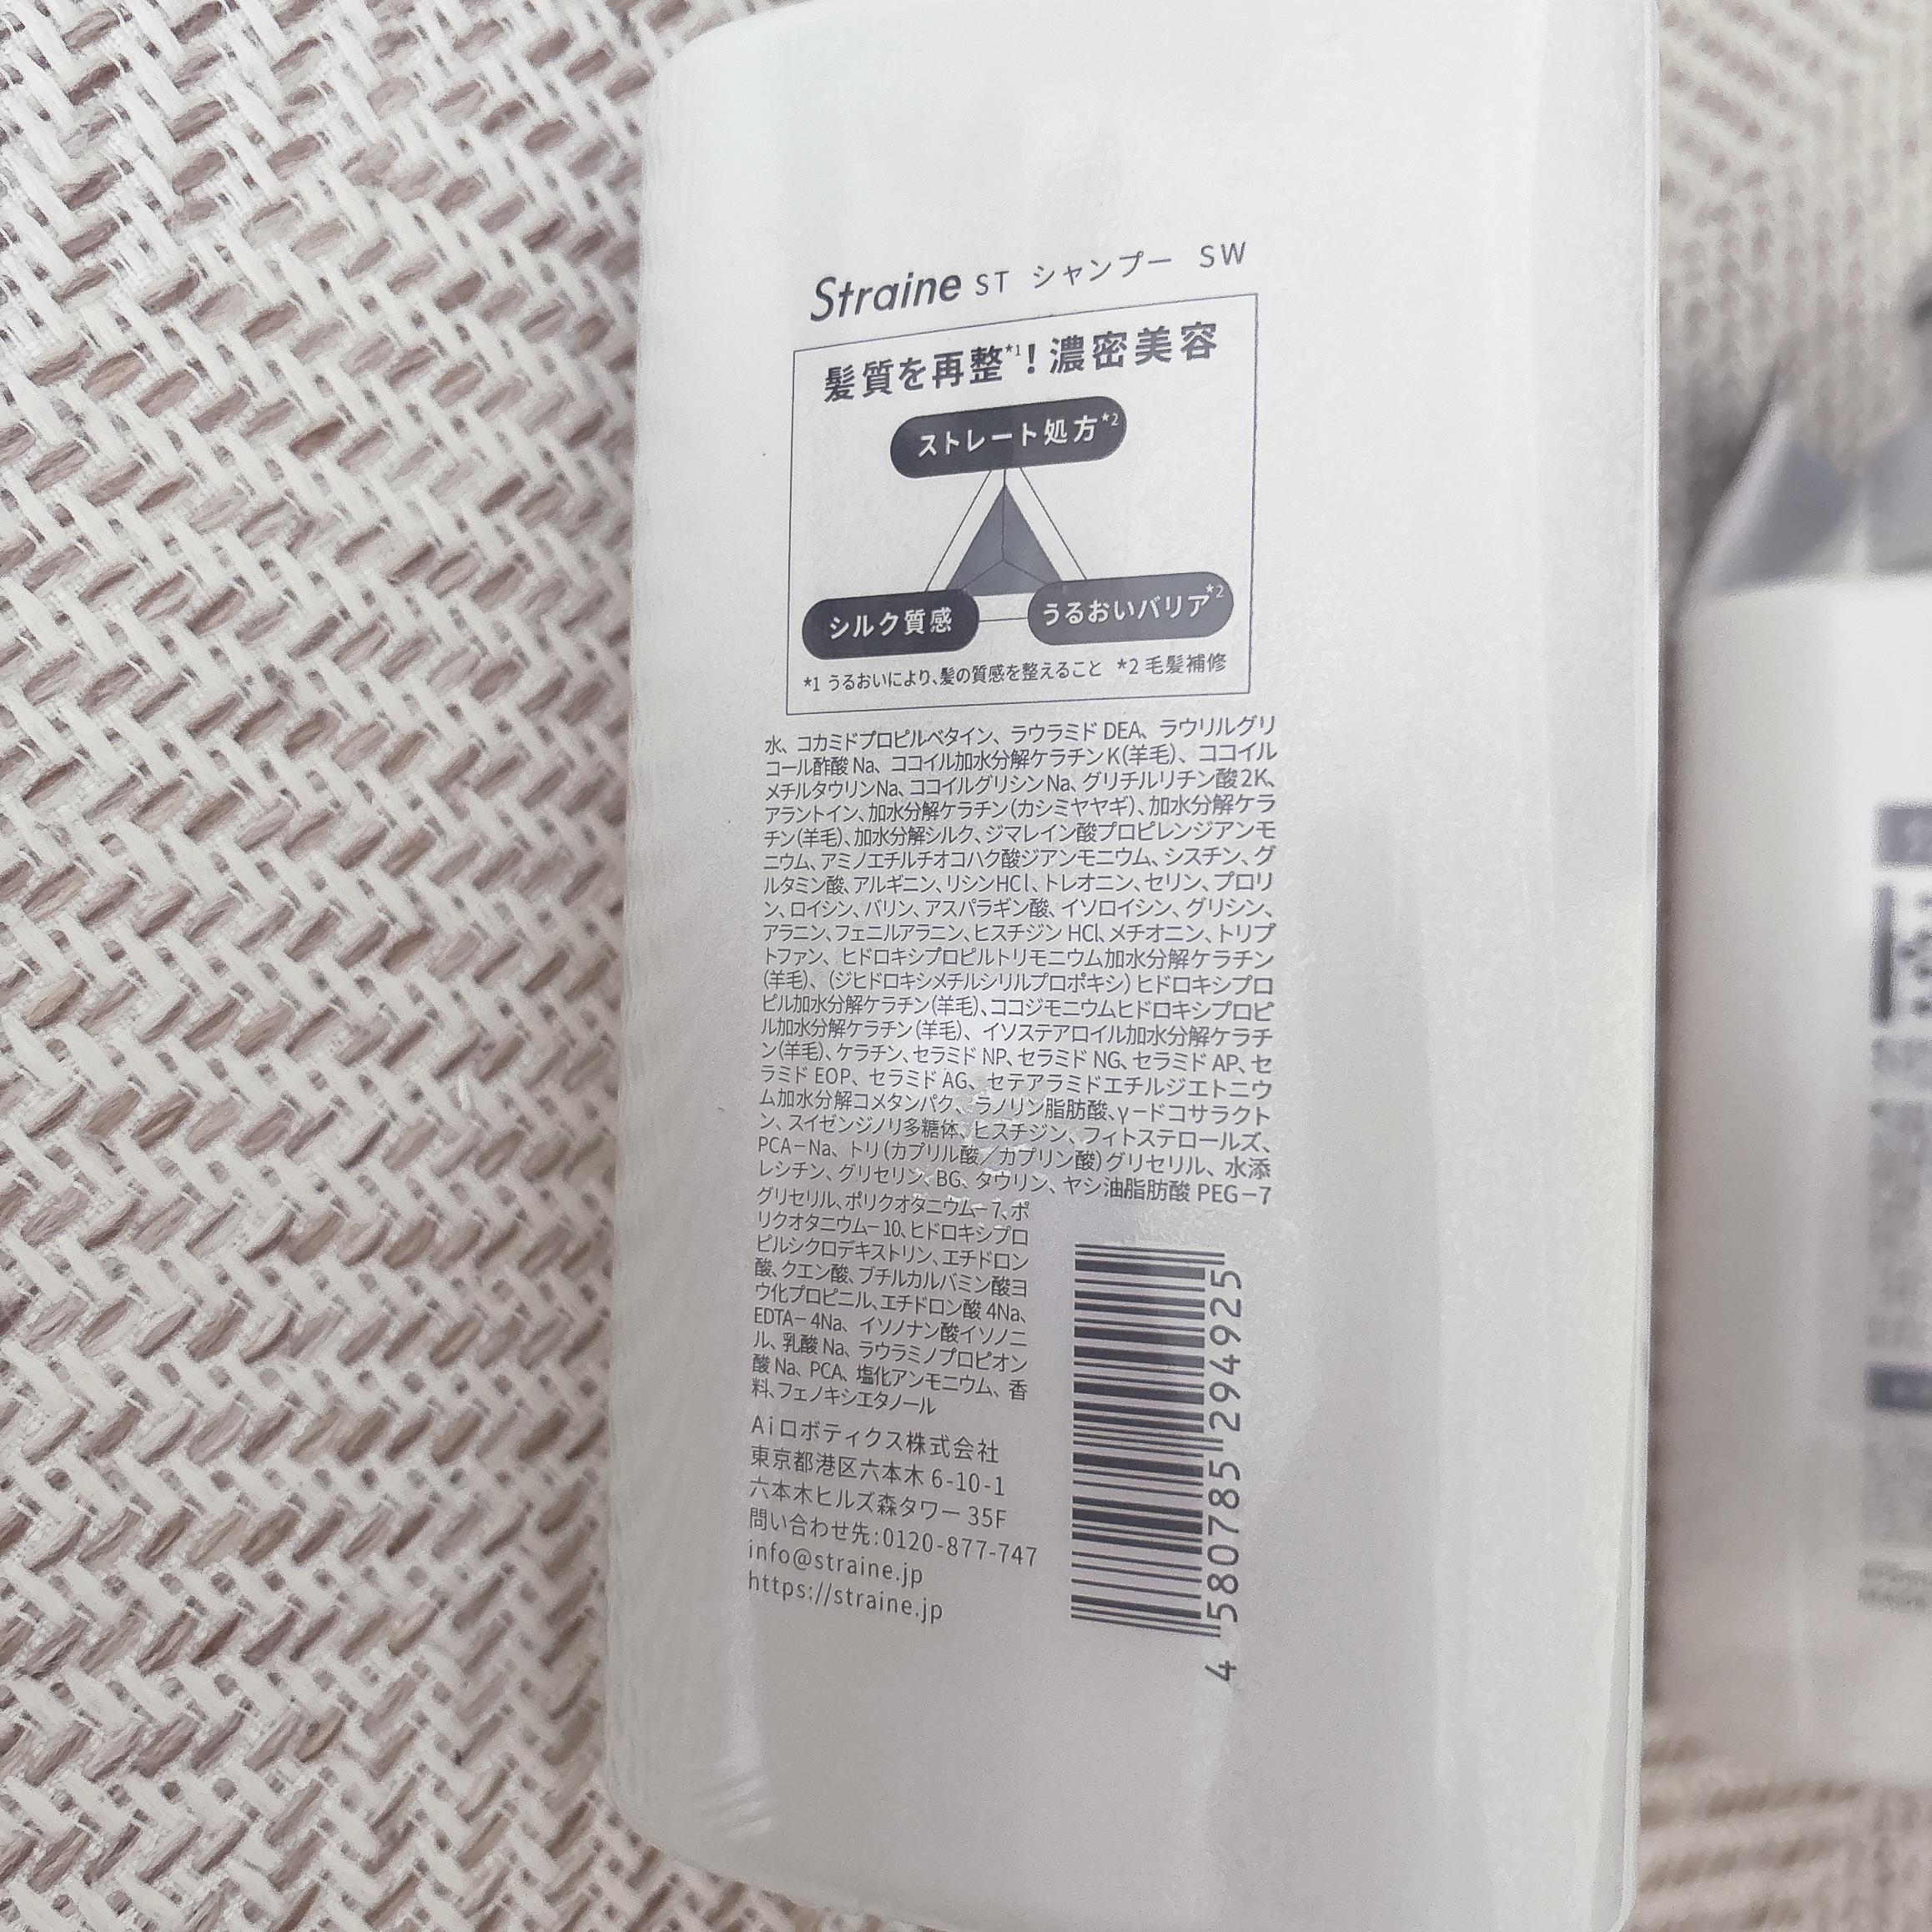 Straine ST シャンプー SW
髪質を再整*1！濃密美容
ストレート処方*2
シルク質感
うるおいバリア*2
*1 うるおいにより、髪の質感を整えること *2 毛髪補修
水、コカミドプロピルベタイン、ラウラミド DEA、ラウリルグリ
コール酢酸 Na、ココイル加水分解ケラチン K(羊毛)、ココイル
メチルタウリンNa、ココイルグリシンNa、グリチルリチン酸 2K、
アラントイン、加水分解ケラチン(カシミヤヤギ)、加水分解ケラ
チン(羊毛)、加水分解シルク、ジマレイン酸プロピレンジアンモ
ニウム、アミノエチルチオコハク酸ジアンモニウム、シスチン、グ
ルタミン酸、アルギニン、リシンHCl、トレオニン、セリン、プロリ
ン、ロイシン、バリン、アスパラギン酸、イソロイシン、グリシン、
アラニン、フェニルアラニン、ヒスチジン HCl、メチオニン、トリプ
トファン、ヒドロキシプロピルトリモニウム加水分解ケラチン
(羊毛)、(ジヒドロキシメチルシリルプロポキシ)ヒドロキシプロ
ピル加水分解ケラチン(羊毛)、ココジモニウムヒドロキシプロピ
ル加水分解ケラチン(羊毛)、イソステアロイル加水分解ケラチ
ン(羊毛)、ケラチン、セラミド NP、セラミド NG、セラミド AP、セ
ラミド EOP、セラミド AG、セテアラミドエチルジエトニウ
ム加水分解コメタンパク、ラノリン脂肪酸、γ－ドコサラクト
ン、スイゼンジノリ多糖体、ヒスチジン、フィトステロールズ、
PCA－Na、トリ(カプリル酸／カプリン酸)グリセリル、水添
レシチン、グリセリン、BG、タウリン、ヤシ油脂肪酸 PEG－7
グリセリル、ポリクオタニウム－7、ポ
リクオタニウム－10、ヒドロキシプロ
ピルシクロデキストリン、エチドロン
酸、クエン酸、ブチルカルバミン酸ヨ
ウ化プロピニル、エチドロン酸 4Na、
EDTA－4Na、イソノナン酸イソノニ
ル、乳酸 Na、ラウラミノプロピオン
酸 Na、PCA、塩化アンモニウム、香
料、フェノキシエタノール
Aiロボティクス株式会社
東京都港区六本木 6-10-1
六本木ヒルズ森タワー 35F
問い合わせ先:0120-877-747
info@straine.jp
https://straine.jp
4 580785 294925